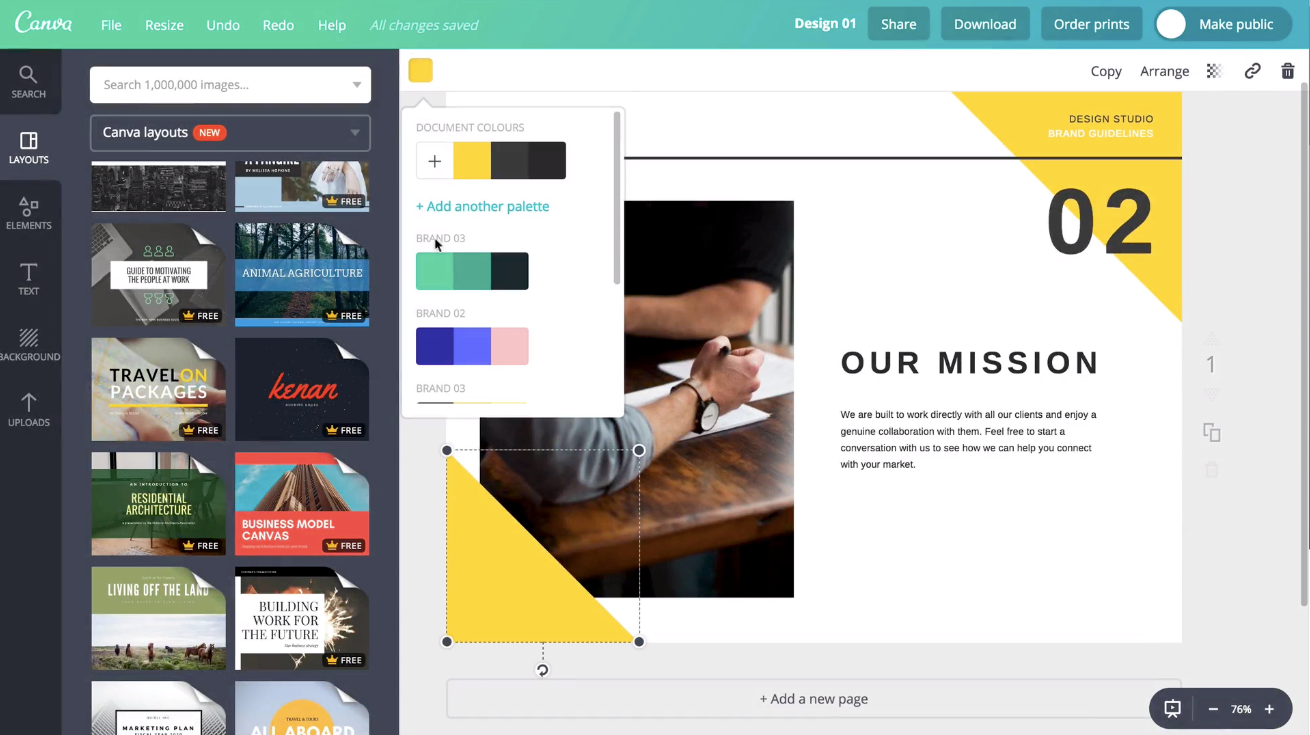 Canva
File
Resize
Undo
Redo
Help
All changes saved
Design 01
Share
Download
Order prints
Make public
SEARCH
LAYOUTS
ELEMENTS
TEXT
BACKGROUND
UPLOADS
Search 1,000,000 images...
Canva layouts NEW
BY MELISSA HOPKINS
FREE
GUIDE TO MOTIVATING
THE PEOPLE AT WORK
FREE
ANIMAL AGRICULTURE
FREE
TRAVELON
PACKAGES
FREE
kenan
FREE
AN INTRODUCTION TO
RESIDENTIAL
ARCHITECTURE
FREE
BUSINESS MODEL
CANVAS
FREE
LIVING OFF THE LAND
BUILDING
WORK FOR
THE FUTURE
FREE
MARKETING PLAN
TRAVEL & TOURS
ALL ABOARD
DOCUMENT COLOURS
+
+ Add another palette
BRAND 03
BRAND 02
BRAND 03
Copy
Arrange
DESIGN STUDIO
BRAND GUIDELINES
02
OUR MISSION
We are built to work directly with all our clients and enjoy a
genuine collaboration with them. Feel free to start a
conversation with us to see how we can help you connect
with your market.
1
+ Add a new page
− 76% +